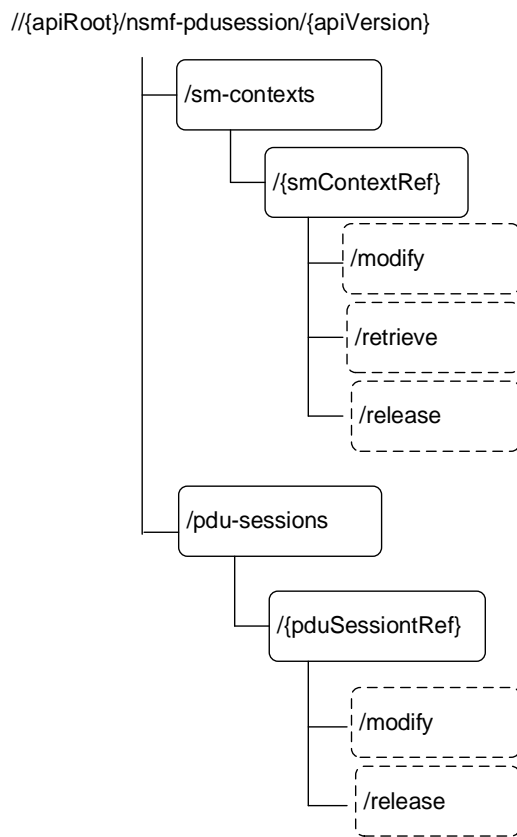 //{apiRoot}/nsmf-pdusession/{apiVersion}
/sm-contexts
/{smContextRef}
/modify
/retrieve
/release
/pdu-sessions
/{pduSessiontRef}
/modify
/release